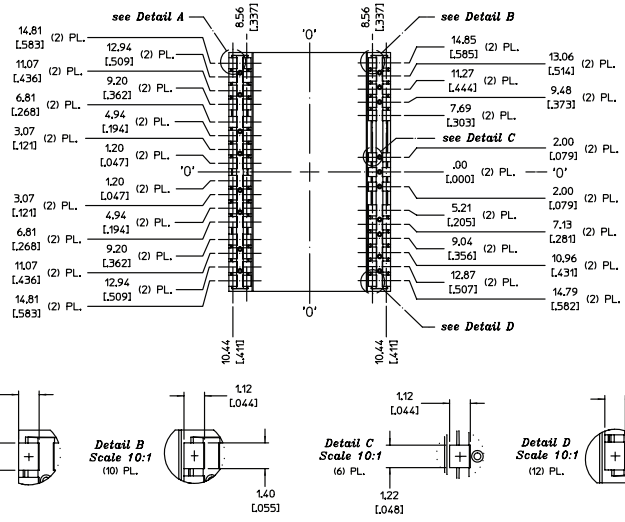 see Detail A
8.56
[.337]
'0'
8.56
[.337]
see Detail B
14.81
[.583] (2) PL.
12.94
[.509] (2) PL.
11.07
[.436] (2) PL.
9.20
[.362] (2) PL.
6.81
[.268] (2) PL.
4.94
[.194] (2) PL.
3.07
[.121] (2) PL.
1.20
[.047] (2) PL.
'0'
1.20
[.047] (2) PL.
3.07
[.121] (2) PL.
4.94
[.194] (2) PL.
6.81
[.268] (2) PL.
9.20
[.362] (2) PL.
11.07
[.436] (2) PL.
12.94
[.509] (2) PL.
14.81
[.583] (2) PL.
14.85
[.585] (2) PL.
13.06
[.514] (2) PL.
11.27
[.444] (2) PL.
9.48
[.373] (2) PL.
7.69
[.303] (2) PL.
see Detail C
2.00
[.079] (2) PL.
.00
[.000] (2) PL.
'0'
2.00
[.079] (2) PL.
5.21
[.205] (2) PL.
7.13
[.281] (2) PL.
9.04
[.356] (2) PL.
10.96
[.431] (2) PL.
12.87
[.507] (2) PL.
14.79
[.582] (2) PL.
'0'
see Detail D
10.44
[.411]
10.44
[.411]
Detail B
Scale 10:1
(10) PL.
1.12
[.044]
1.40
[.055]
Detail C
Scale 10:1
(6) PL.
1.12
[.044]
1.22
[.048]
Detail D
Scale 10:1
(12) PL.